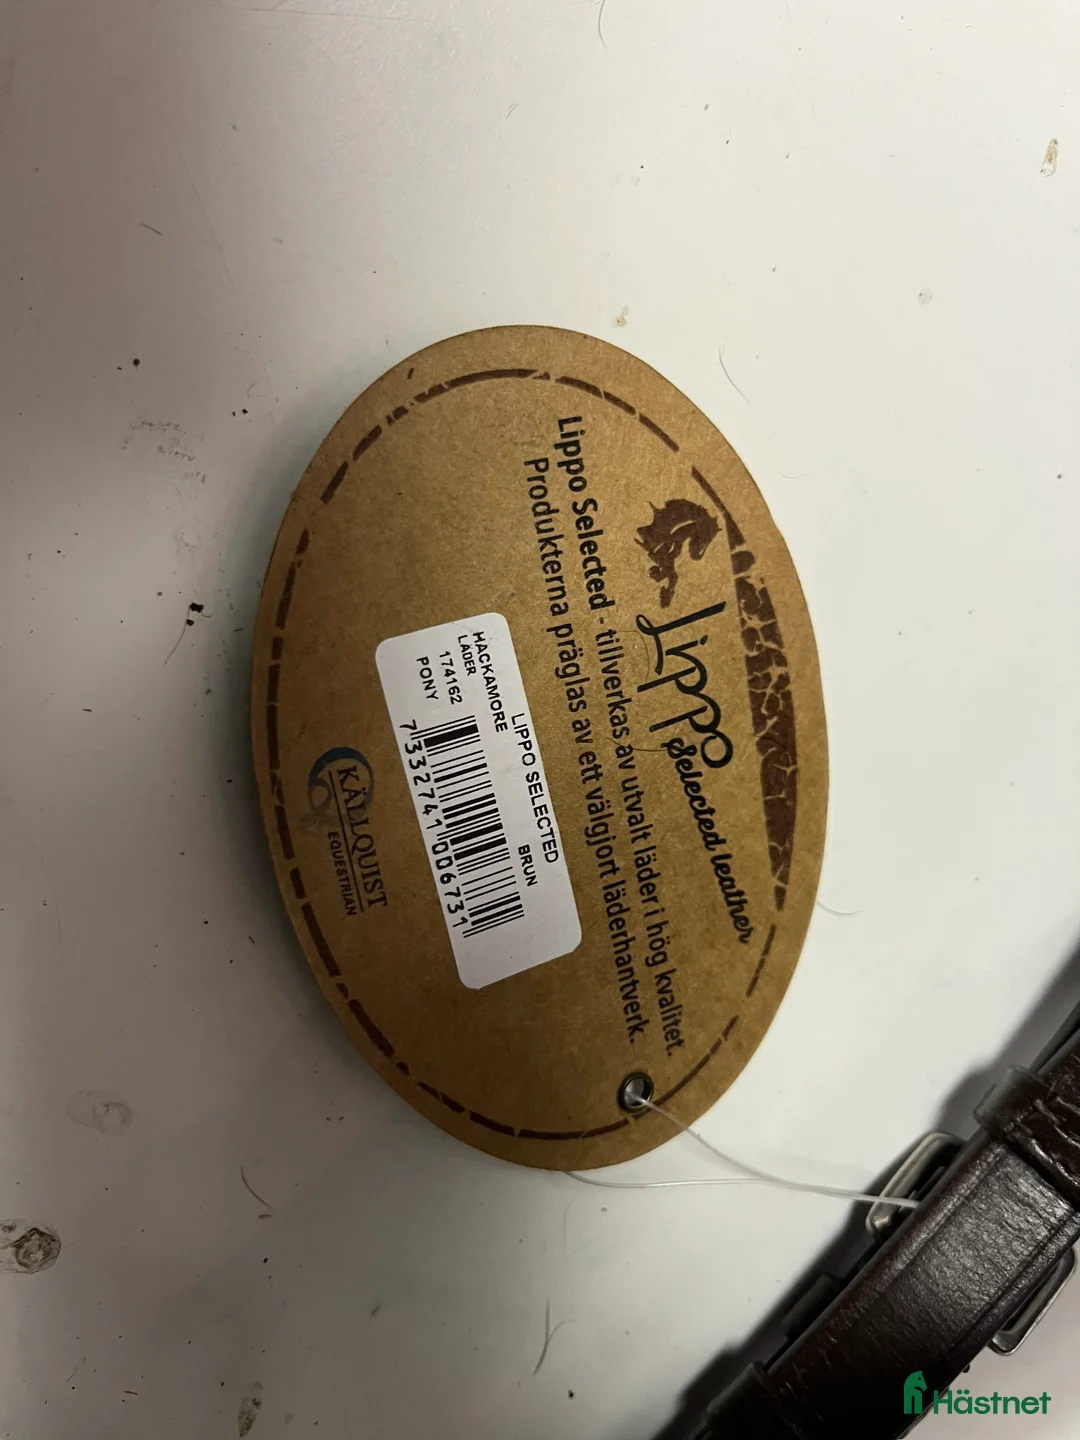 Lippo
Selected leather
Lippo Selected - tillverkas av utvalt läder i hög kvalitet.
Produkterna präglas av ett välgjort läderhantverk.
LIPPO SELECTED
HACKAMORE BRUN
LÄDER
174162
PONY
7332741006731
KÄLLQUIST
EQUESTRIAN
Hästnet